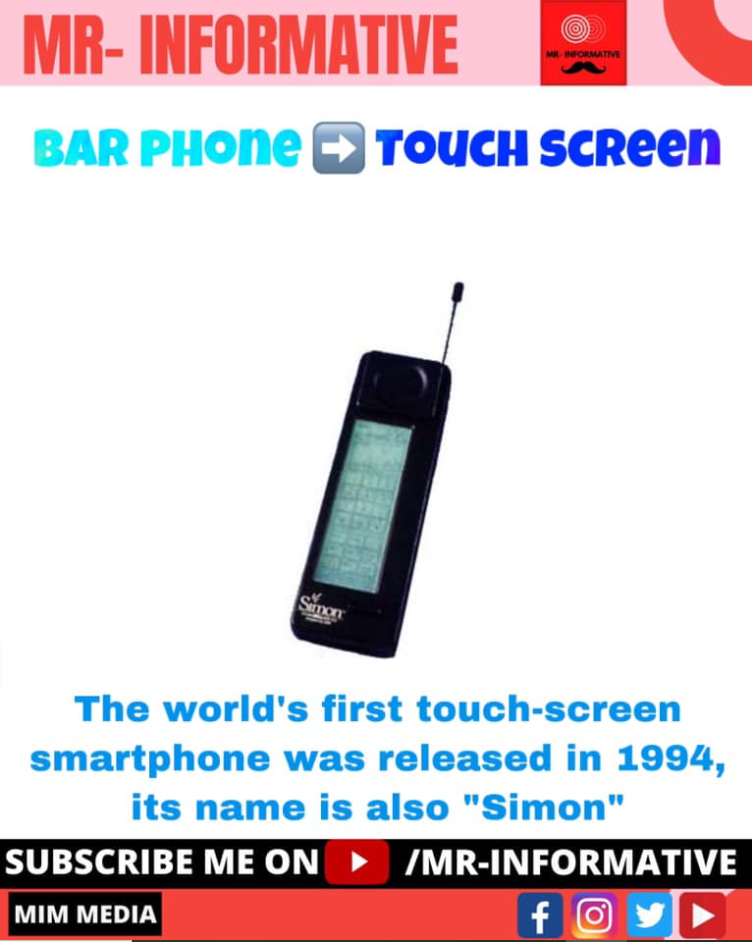 MR- INFORMATIVE
MR- INFORMATIVE
BAR PHONE ➡ TOUCH SCREEN
Simon
The world's first touch-screen
smartphone was released in 1994,
its name is also "Simon"
SUBSCRIBE ME ON /MR-INFORMATIVE
MIM MEDIA